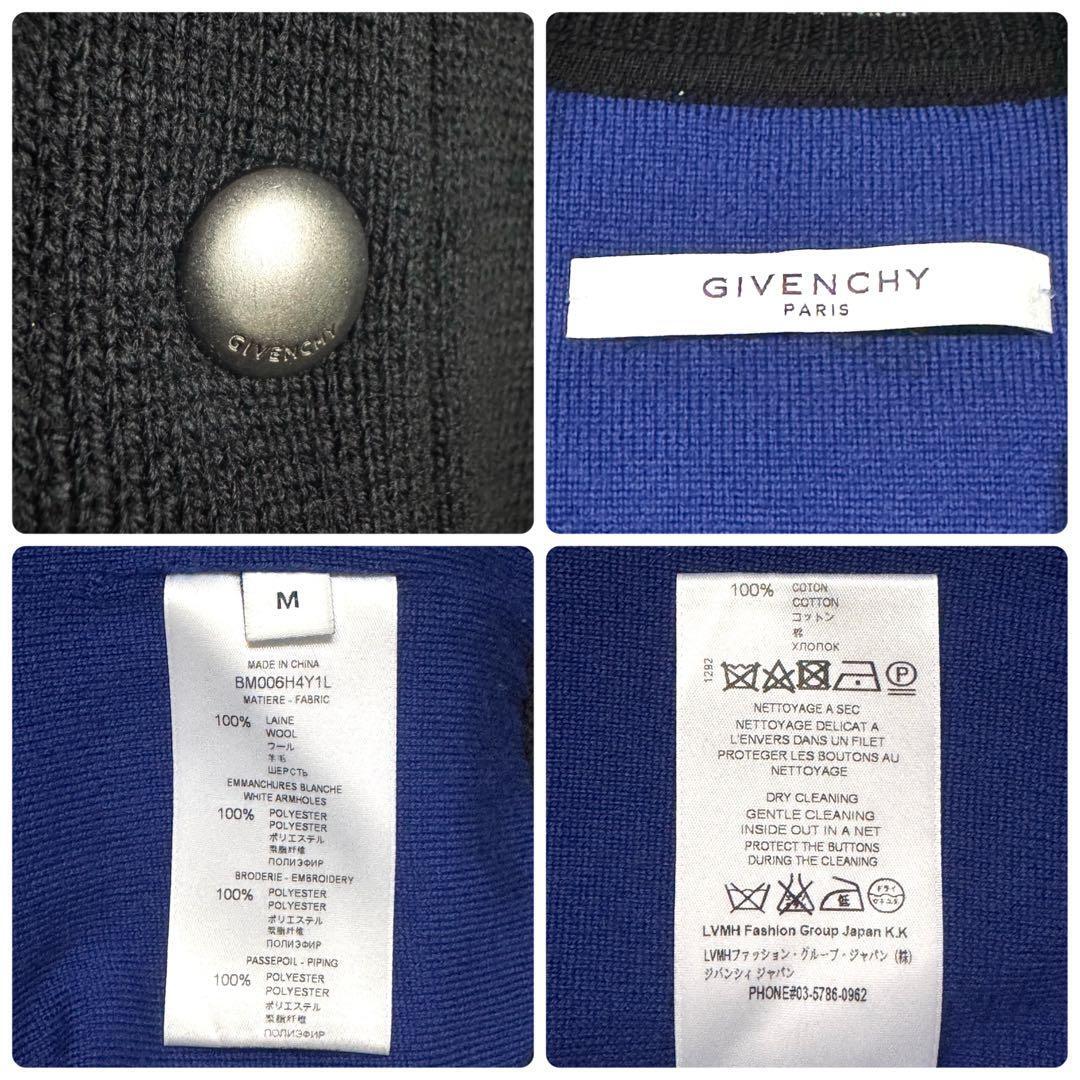 GIVENCHY
GIVENCHY
PARIS
M
MADE IN CHINA
BM006H4Y1L
MATIERE - FABRIC
100% LAINE
WOOL
ウール
羊毛
ШЕРСТЬ
EMMANCHURES BLANCHE
WHITE ARMHOLES
100% POLYESTER
POLYESTER
ポリエステル
聚酯纤维
ПОЛИЭФИР
BRODERIE - EMBROIDERY
100% POLYESTER
POLYESTER
ポリエステル
聚酯纤维
ПОЛИЭФИР
PASSEPOIL - PIPING
100% POLYESTER
POLYESTER
ポリエステル
聚酯纤维
ПОЛИЭФИР
100% COTON
COTTON
コットン
棉
ХЛОПОК
1292
P
NETTOYAGE A SEC
NETTOYAGE DELICAT A
L'ENVERS DANS UN FILET
PROTEGER LES BOUTONS AU
NETTOYAGE
DRY CLEANING
GENTLE CLEANING
INSIDE OUT IN A NET
PROTECT THE BUTTONS
DURING THE CLEANING
低
ドライ
LVMH Fashion Group Japan K.K
LVMHファッション・グループ・ジャパン (株)
ジバンシィ ジャパン
PHONE#03-5786-0962